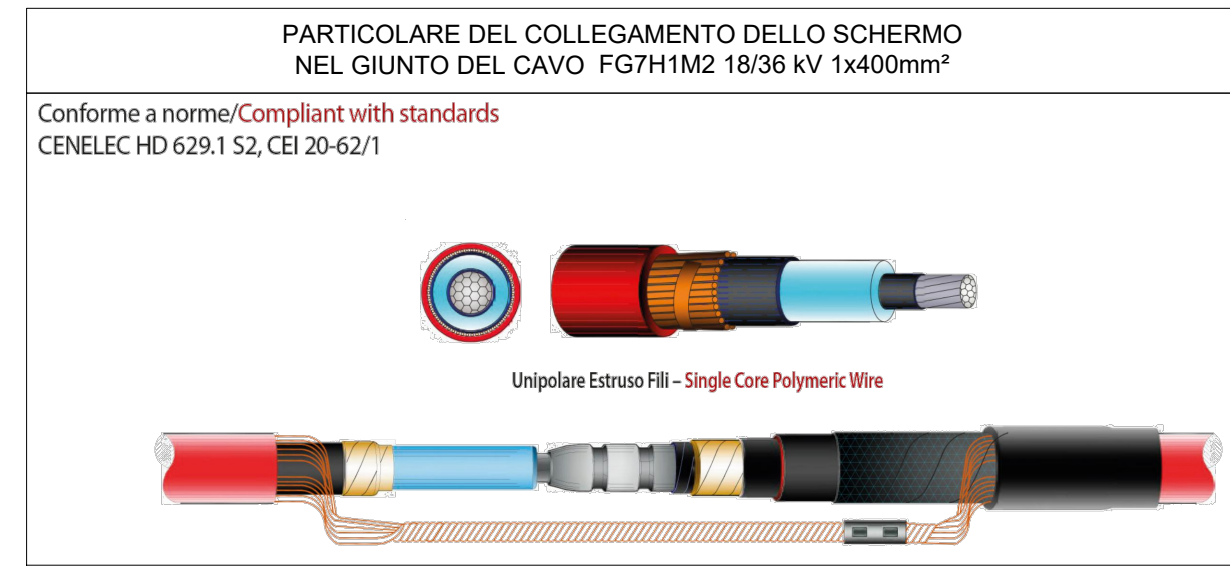 PARTICOLARE DEL COLLEGAMENTO DELLO SCHERMO
NEL GIUNTO DEL CAVO FG7H1M2 18/36 kV 1x400mm²
Conforme a norme/Compliant with standards
CENELEC HD 629.1 S2, CEI 20-62/1
Unipolare Estruso Fili – Single Core Polymeric Wire